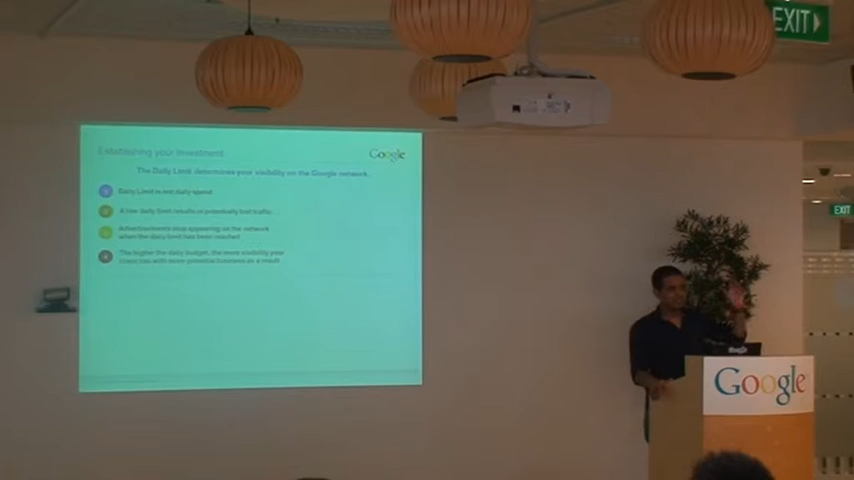 EXIT
Establishing your Investment
Google
The Daily Limit determines your visibility on the Google network.
Daily Limit is not daily spend
A low daily limit results in potentially lost traffic
Advertisements stop appearing on the network
when the daily limit has been reached
The higher the daily budget, the more visibility your
client has with more potential business as a result
EXIT
Google
Google